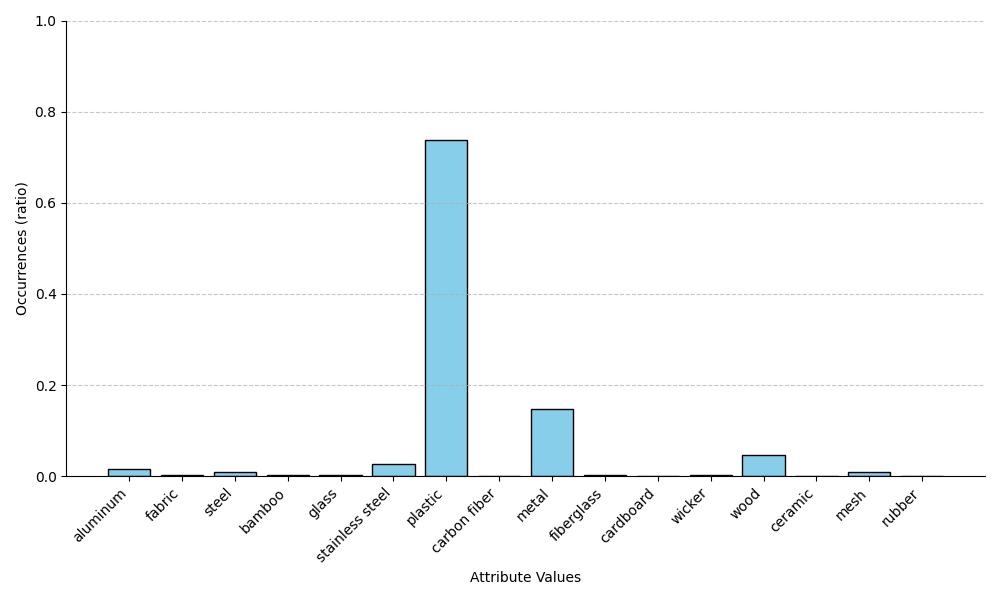 1.0
0.8
0.6
0.4
0.2
0.0
Occurrences (ratio)
aluminum
fabric
steel
bamboo
glass
stainless steel
plastic
carbon fiber
metal
fiberglass
cardboard
wicker
wood
ceramic
mesh
rubber
Attribute Values